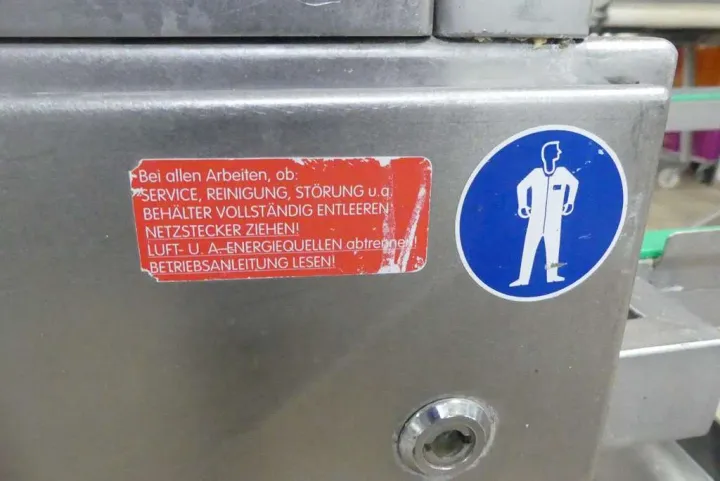 Bei allen Arbeiten, ob:
SERVICE, REINIGUNG, STÖRUNG u.a.
BEHÄLTER VOLLSTÄNDIG ENTLEEREN
NETZSTECKER ZIEHEN!
LUFT- U. A. ENERGIEQUELLEN abtrennen!
BETRIEBSANLEITUNG LESEN!